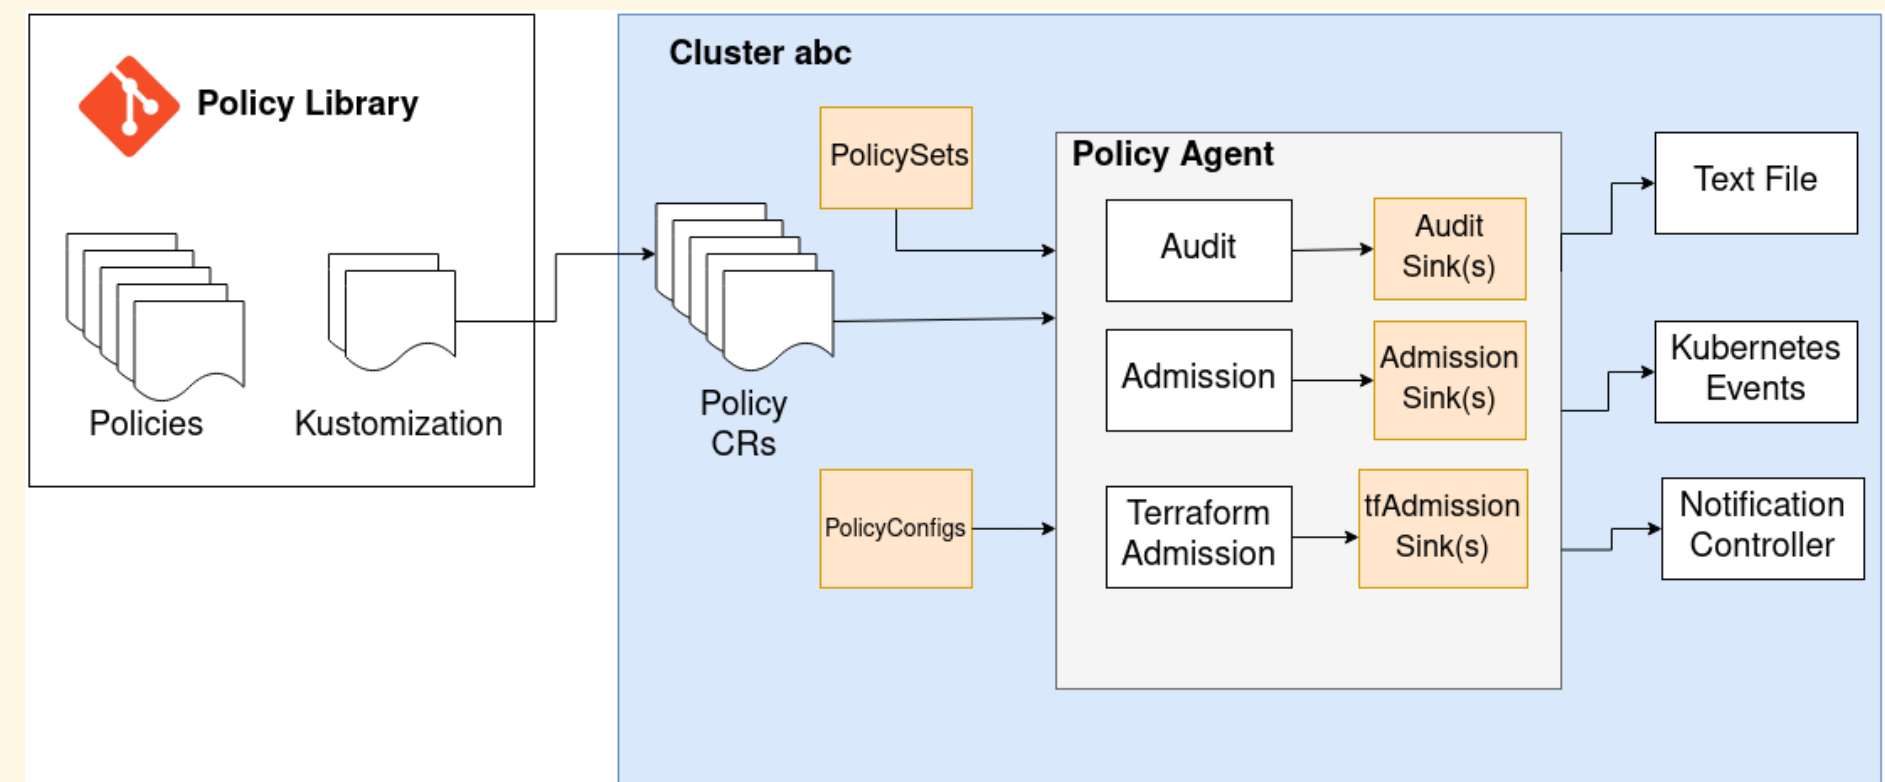 Policy Library
Policies
Kustomization
Cluster abc
PolicySets
Policy
CRs
PolicyConfigs
Policy Agent
Audit
Audit
Sink(s)
Admission
Admission
Sink(s)
Terraform
Admission
tfAdmission
Sink(s)
Text File
Kubernetes
Events
Notification
Controller